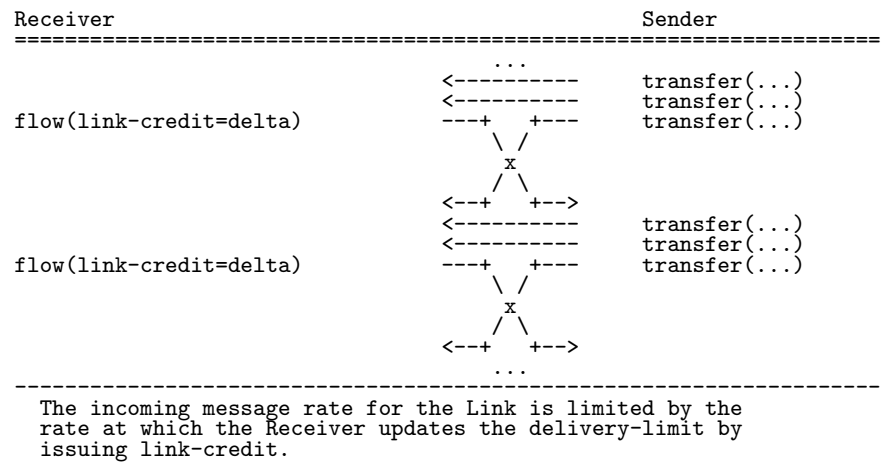 Receiver                                          Sender
=====================================================================
                                      ...
                                  <----------     transfer(...)
                                  <----------     transfer(...)
flow(link-credit=delta)           ---+   +---     transfer(...)
                                      \ /
                                       x
                                      / \
                                  <--+   +-->
                                  <----------     transfer(...)
                                  <----------     transfer(...)
flow(link-credit=delta)           ---+   +---     transfer(...)
                                      \ /
                                       x
                                      / \
                                  <--+   +-->
                                      ...
---------------------------------------------------------------------
  The incoming message rate for the Link is limited by the
  rate at which the Receiver updates the delivery-limit by
  issuing link-credit.